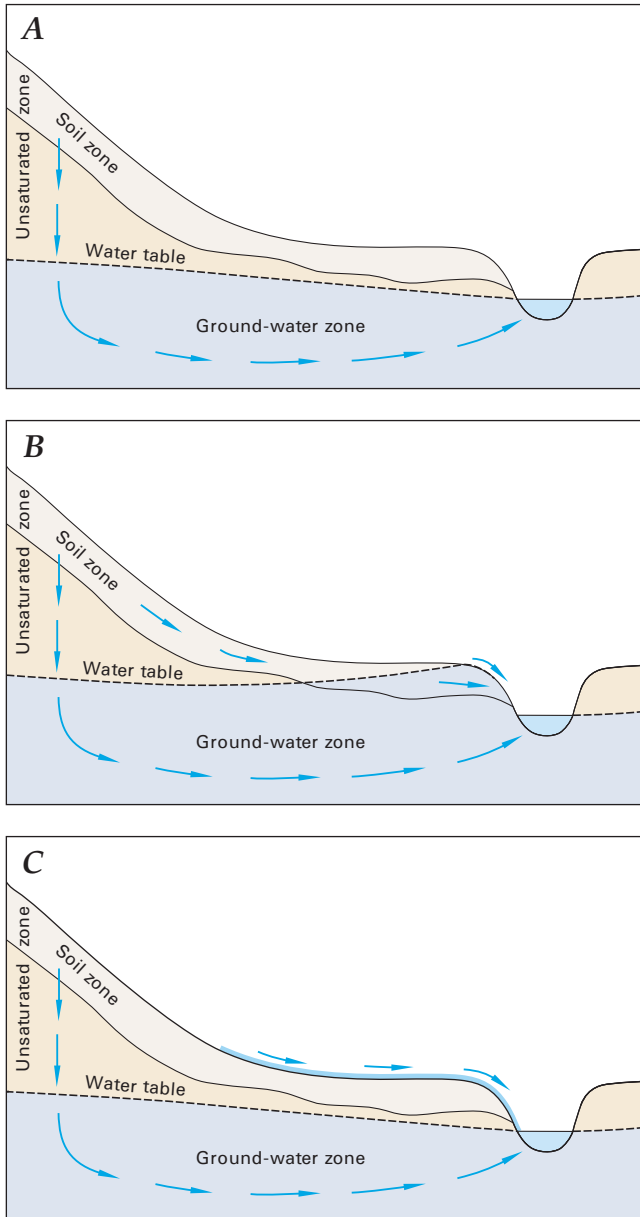 A
Unsaturated zone
Soil zone
Water table
Ground-water zone
B
Unsaturated zone
Soil zone
Water table
Ground-water zone
C
Unsaturated zone
Soil zone
Water table
Ground-water zone